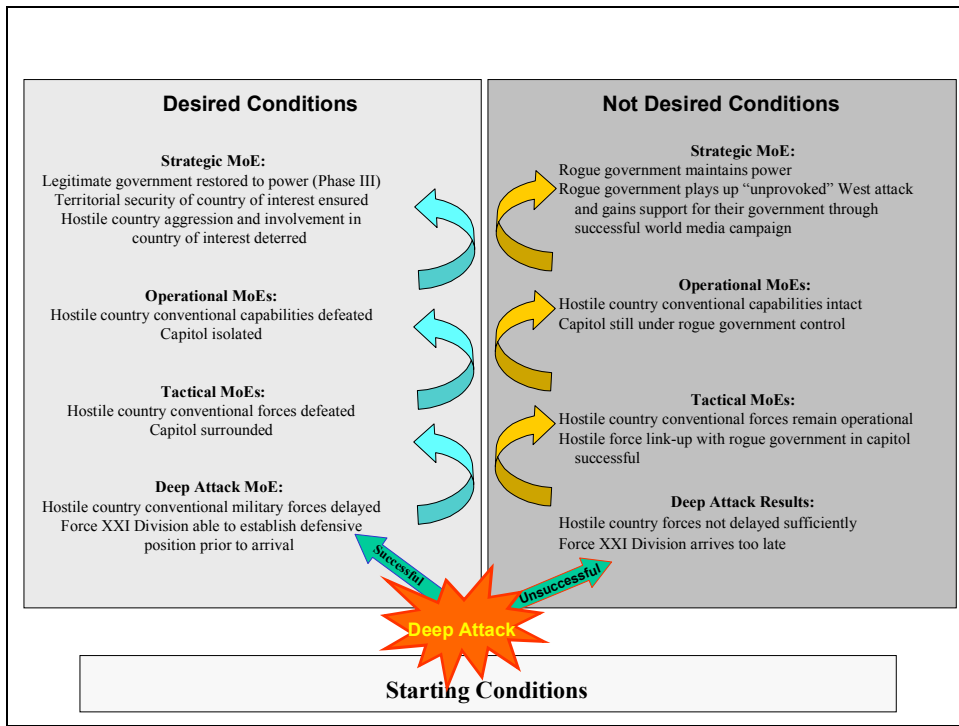 Desired Conditions
Strategic MoE:
Legitimate government restored to power (Phase III)
Territorial security of country of interest ensured
Hostile country aggression and involvement in
country of interest deterred
Operational MoEs:
Hostile country conventional capabilities defeated
Capitol isolated
Tactical MoEs:
Hostile country conventional forces defeated
Capitol surrounded
Deep Attack MoE:
Hostile country conventional military forces delayed
Force XXI Division able to establish defensive
position prior to arrival
Not Desired Conditions
Strategic MoE:
Rogue government maintains power
Rogue government plays up “unprovoked” West attack
and gains support for their government through
successful world media campaign
Operational MoEs:
Hostile country conventional capabilities intact
Capitol still under rogue government control
Tactical MoEs:
Hostile country conventional forces remain operational
Hostile force link-up with rogue government in capitol
successful
Deep Attack Results:
Hostile country forces not delayed sufficiently
Force XXI Division arrives too late
Successful
Unsuccessful
Deep Attack
Starting Conditions